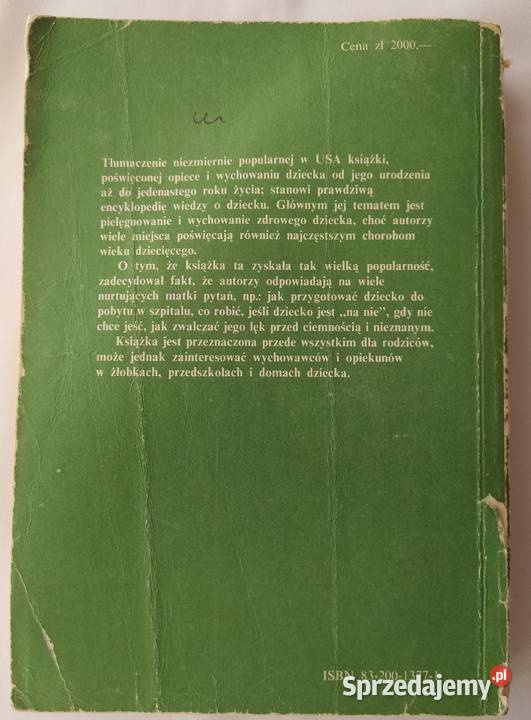 Cena zł 2000,—
Tłumaczenie niezmiernie popularnej w USA książki,
poświęconej opiece i wychowaniu dziecka od jego urodzenia
aż do jedenastego roku życia; stanowi prawdziwą
encyklopedię wiedzy o dziecku. Głównym jej tematem jest
pielęgnowanie i wychowanie zdrowego dziecka, choć autorzy
wiele miejsca poświęcają również najczęstszym chorobom
wieku dziecięcego.
O tym, że książka ta zyskała tak wielką popularność,
zadecydował fakt, że autorzy odpowiadają na wiele
nurtujących matki pytań, np.: jak przygotować dziecko do
pobytu w szpitalu, co robić, jeśli dziecko jest „na nie”, gdy nie
chce jeść, jak zwalczać jego lęk przed ciemnością i nieznanym.
Książka jest przeznaczona przede wszystkim dla rodziców,
może jednak zainteresować wychowawców i opiekunów
w żłobkach, przedszkolach i domach dziecka.
ISBN 83-200-1377-1
Sprzedajemy.pl